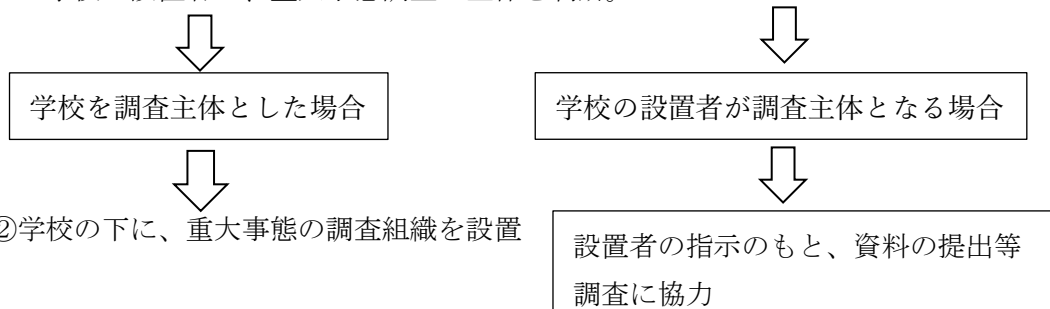 学校を調査主体とした場合
学校の設置者が調査主体となる場合
②学校の下に、重大事態の調査組織を設置
設置者の指示のもと、資料の提出等
調査に協力